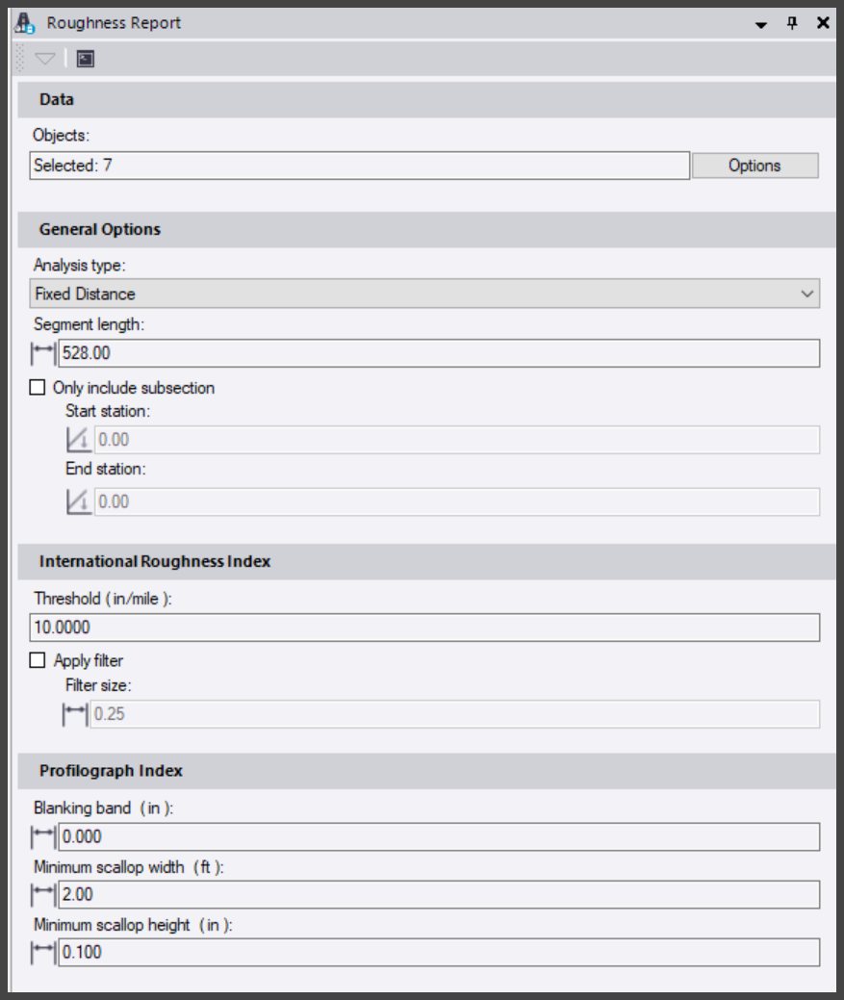 Roughness Report
Data
Objects:
Selected: 7
Options
General Options
Analysis type:
Fixed Distance
Segment length:
528.00
Only include subsection
Start station:
0.00
End station:
0.00
International Roughness Index
Threshold ( in/mile ):
10.0000
Apply filter
Filter size:
0.25
Profilograph Index
Blanking band ( in ):
0.000
Minimum scallop width ( ft ):
2.00
Minimum scallop height ( in ):
0.100